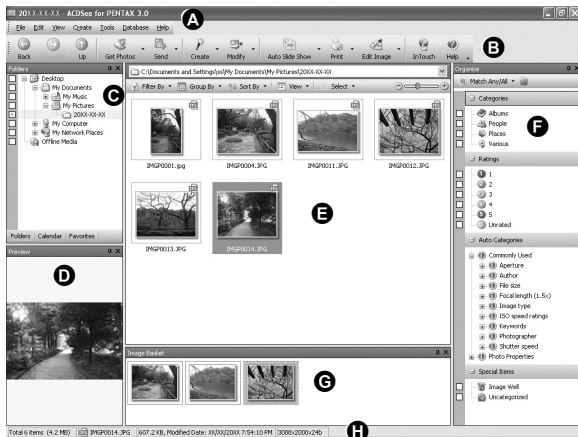 20XX-XX-XX - ACDSee for PENTAX 3.0
A
File Edit View Create Tools Database Help
B
Back Forward Up Get Photos Send Create Modify Auto Slide Show Print Edit Image InTouch Help
Folders
Desktop
My Documents
My Music
My Pictures
20XX-XX-XX
My Computer
My Network Places
Offline Media
C
Folders Calendar Favorites
Preview
D
C:\Documents and Settings\pss\My Documents\My Pictures\20XX-XX-XX
Filter By Group By Sort By View Select
IMGP0001.jpg IMGP0004.JPG IMGP0011.JPG IMGP0012.JPG
IMGP0013.JPG IMGP0014.JPG
E
Image Basket
G
Organize
Match Any/All
Categories
Albums
People
Places
Various
F
Ratings
1
2
3
4
5
Unrated
Auto Categories
Commonly Used
Aperture
Author
File size
Focal length (1.5x)
Image type
ISO speed ratings
Keywords
Photographer
Shutter speed
Photo Properties
Special Items
Image Well
Uncategorized
Total 6 items (4.2 MB) IMGP0014.JPG 607.2 KB, Modified Date: XX/XX/20XX 7:54:10 PM 3008x2000x24b
H